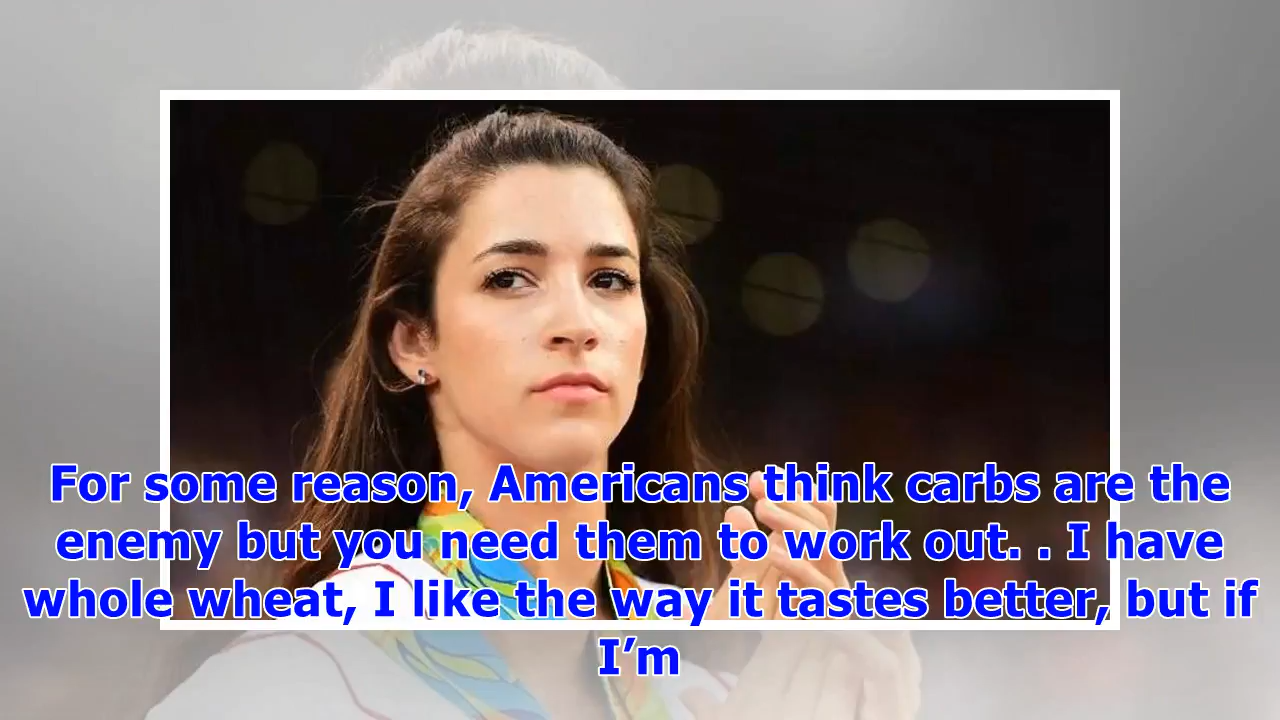 For some reason, Americans think carbs are the
enemy but you need them to work out. . I have
whole wheat, I like the way it tastes better, but if
I’m